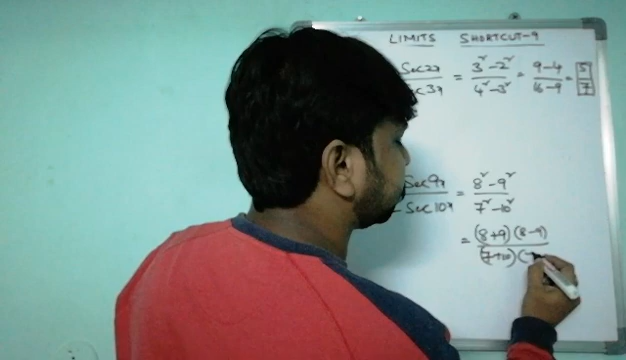 LIMITS SHORTCUT-9
Sec2x / c3x = 3²-2² / 4²-3² = 9-4 / 16-9 = 5 / 7
Sec9x / -Sec10x = 8²-9² / 7²-10²
= (8+9)(8-9) / (7+10)(7